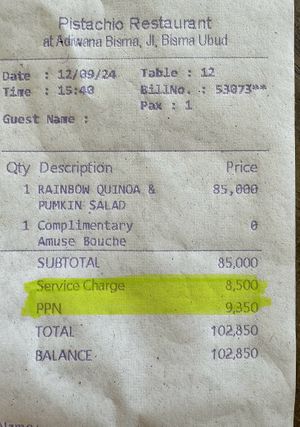 Pistachio Restaurant
at Adiwana Bisma, Jl, Bisma Ubud
Date : 12/09/24 Table : 12
Time : 15:40 BillNo. : 53073**
Pax : 1
Guest Name :
Qty Description Price
1 RAINBOW QUINOA & 85,000
PUMKIN SALAD
1 Complimentary 0
Amuse Bouche
SUBTOTAL 85,000
Service Charge 8,500
PPN 9,350
TOTAL 102,850
BALANCE 102,850